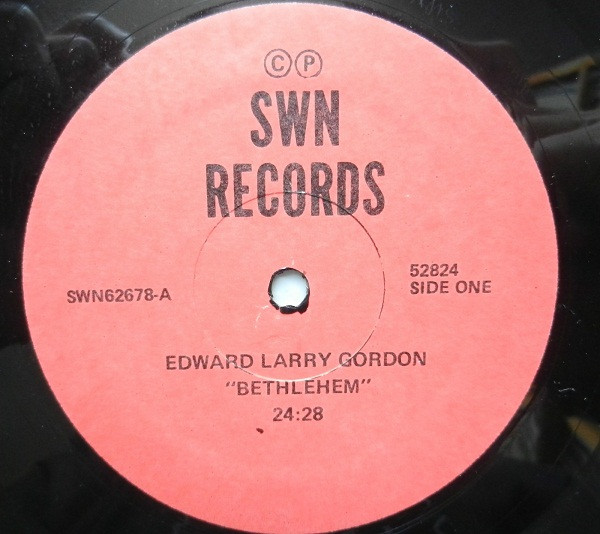 Ⓒ Ⓟ
SWN
RECORDS
SWN62678-A
52824
SIDE ONE
EDWARD LARRY GORDON
"BETHLEHEM"
24:28